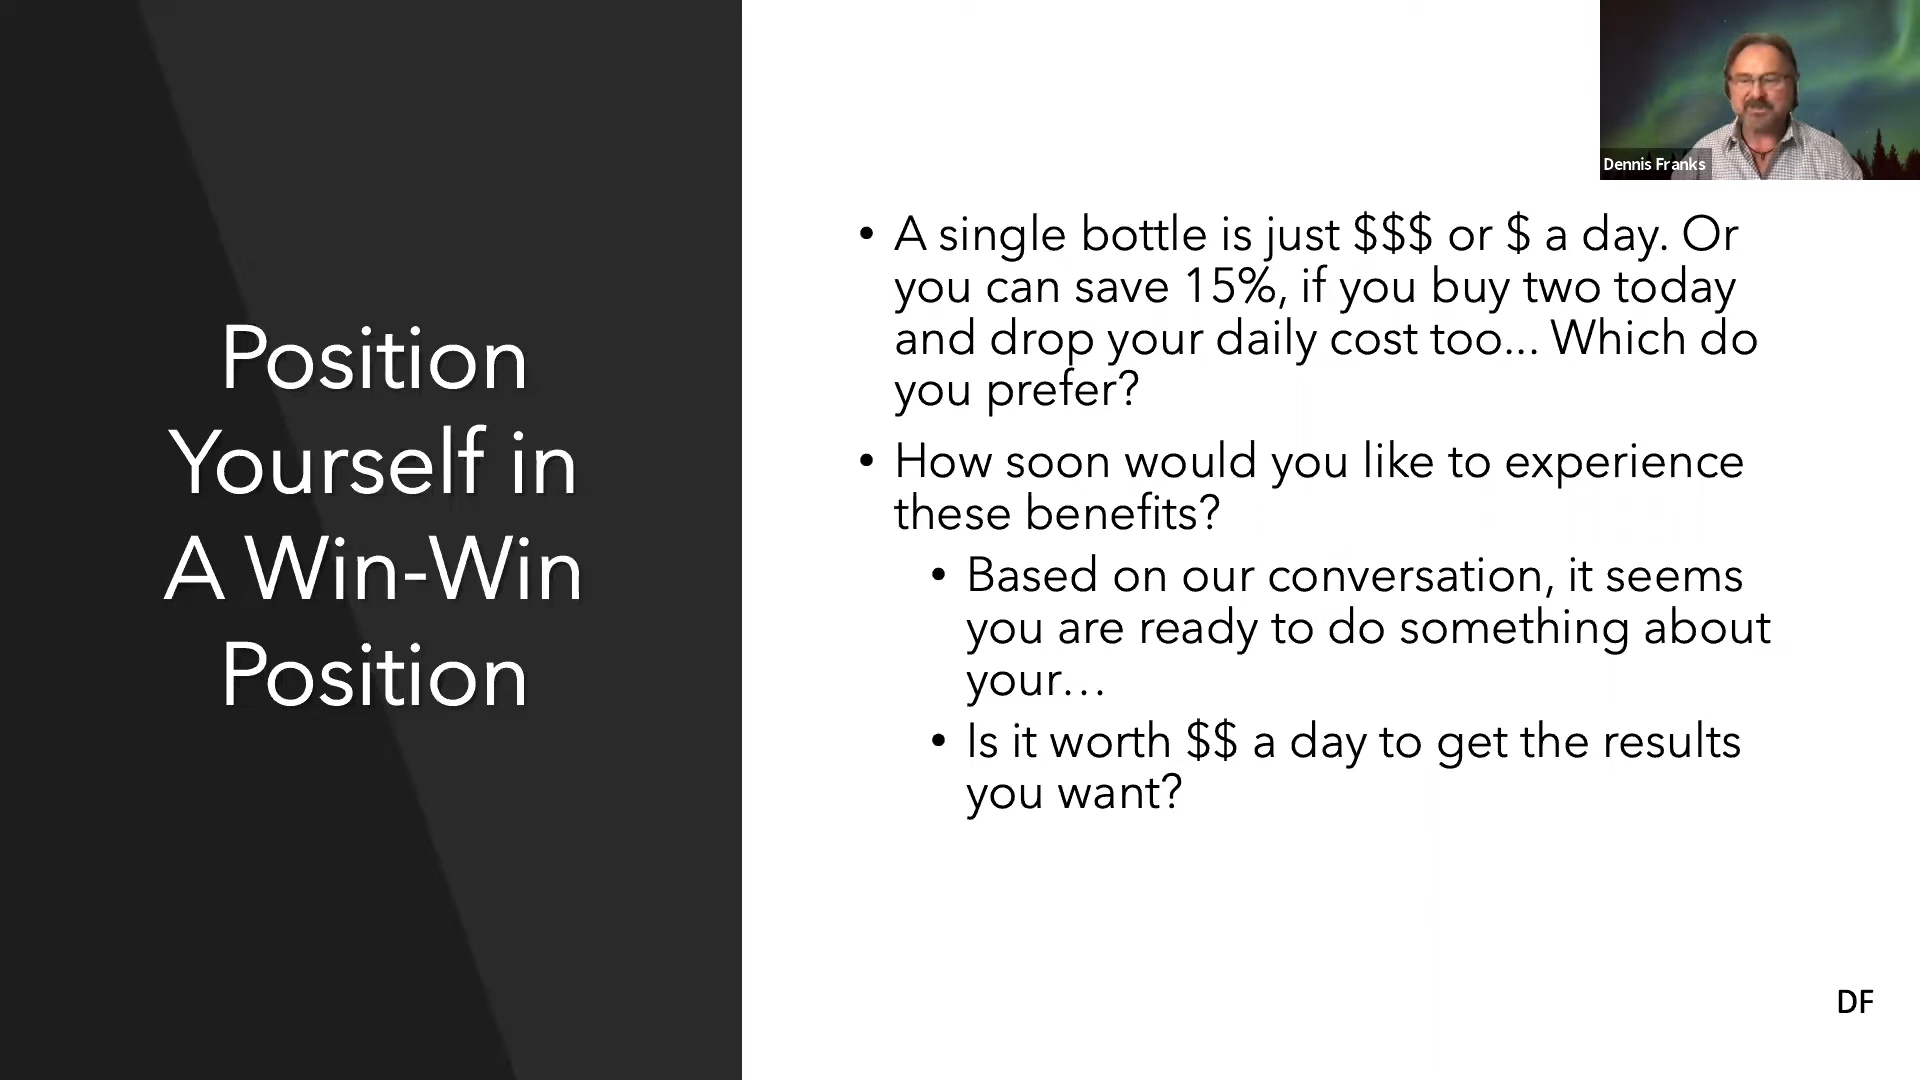 Position
Yourself in
A Win-Win
Position
Dennis Franks
• A single bottle is just $$$ or $ a day. Or
you can save 15%, if you buy two today
and drop your daily cost too... Which do
you prefer?
• How soon would you like to experience
these benefits?
• Based on our conversation, it seems
you are ready to do something about
your...
• Is it worth $$ a day to get the results
you want?
DF